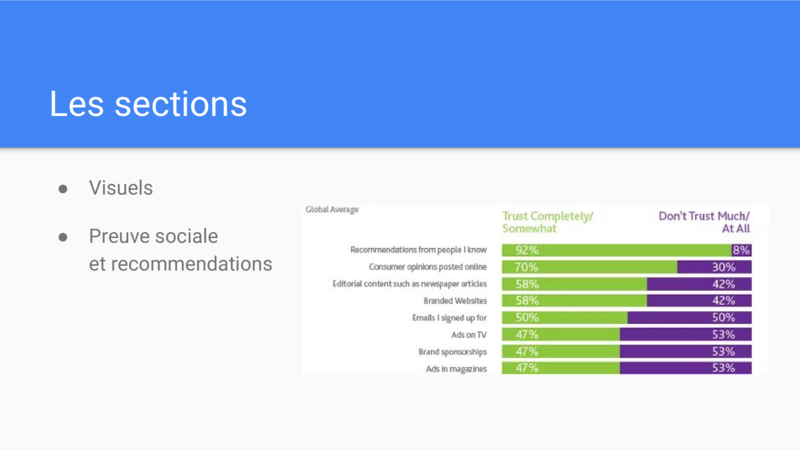 Les sections
● Visuels
● Preuve sociale
et recommendations
Global Average
Trust Completely/
Somewhat
Don't Trust Much/
At All
Recommendations from people I know 92% 8%
Consumer opinions posted online 70% 30%
Editorial content such as newspaper articles 58% 42%
Branded Websites 58% 42%
Emails I signed up for 50% 50%
Ads on TV 47% 53%
Brand sponsorships 47% 53%
Ads in magazines 47% 53%